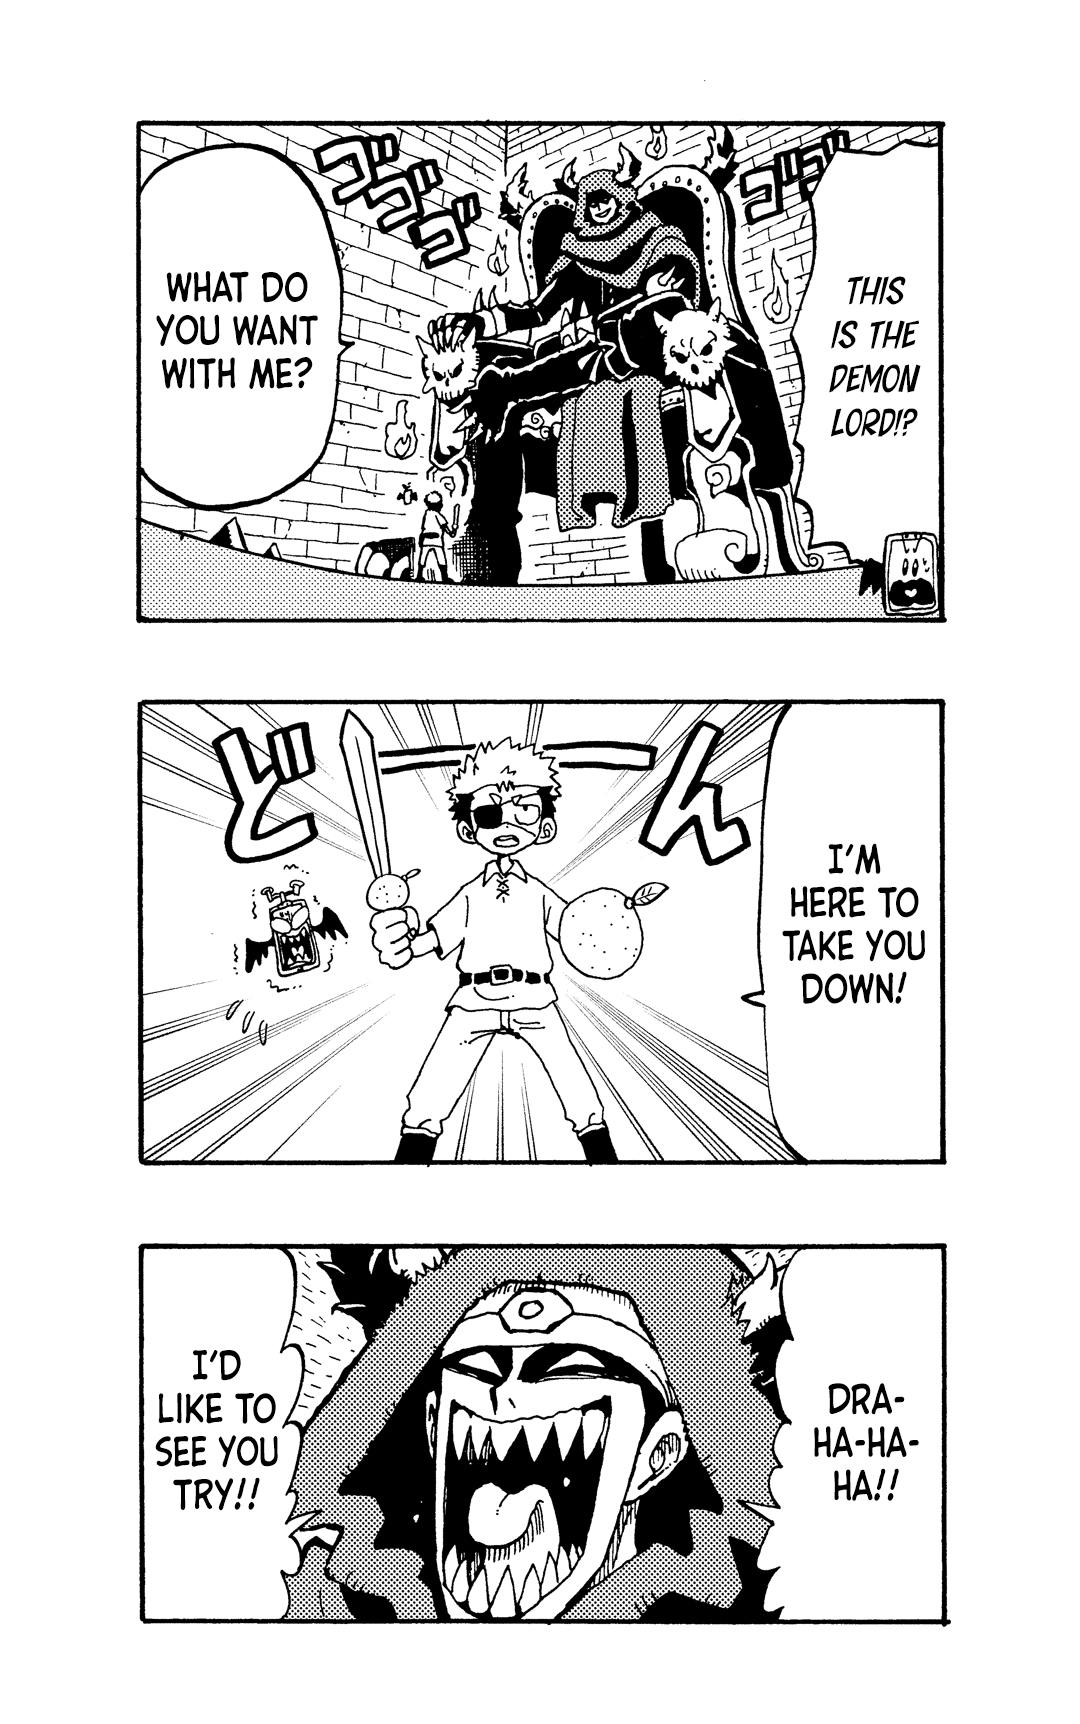 THIS
IS THE
DEMON
LORD!?
ゴゴ
ゴゴゴ
WHAT DO
YOU WANT
WITH ME?
I'M
HERE TO
TAKE YOU
DOWN!
どーん
DRA-
HA-HA-
HA!!
I'D
LIKE TO
SEE YOU
TRY!!